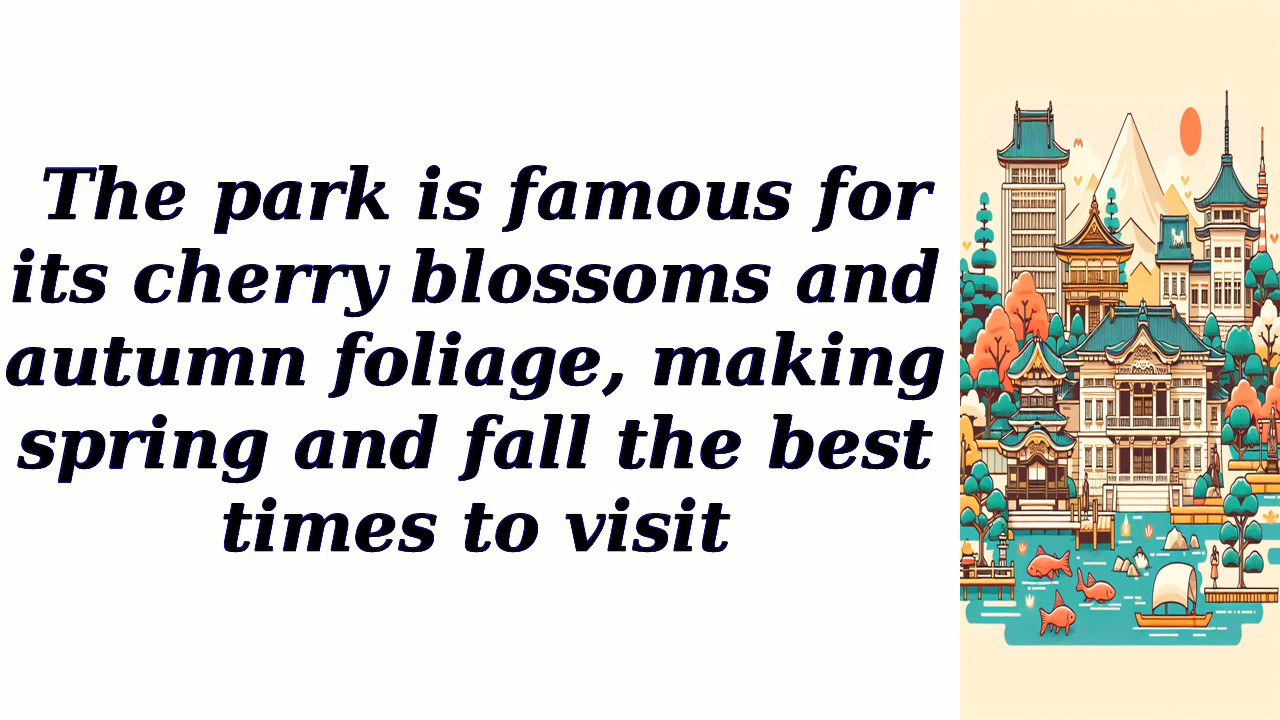 The park is famous for
its cherry blossoms and
autumn foliage, making
spring and fall the best
times to visit